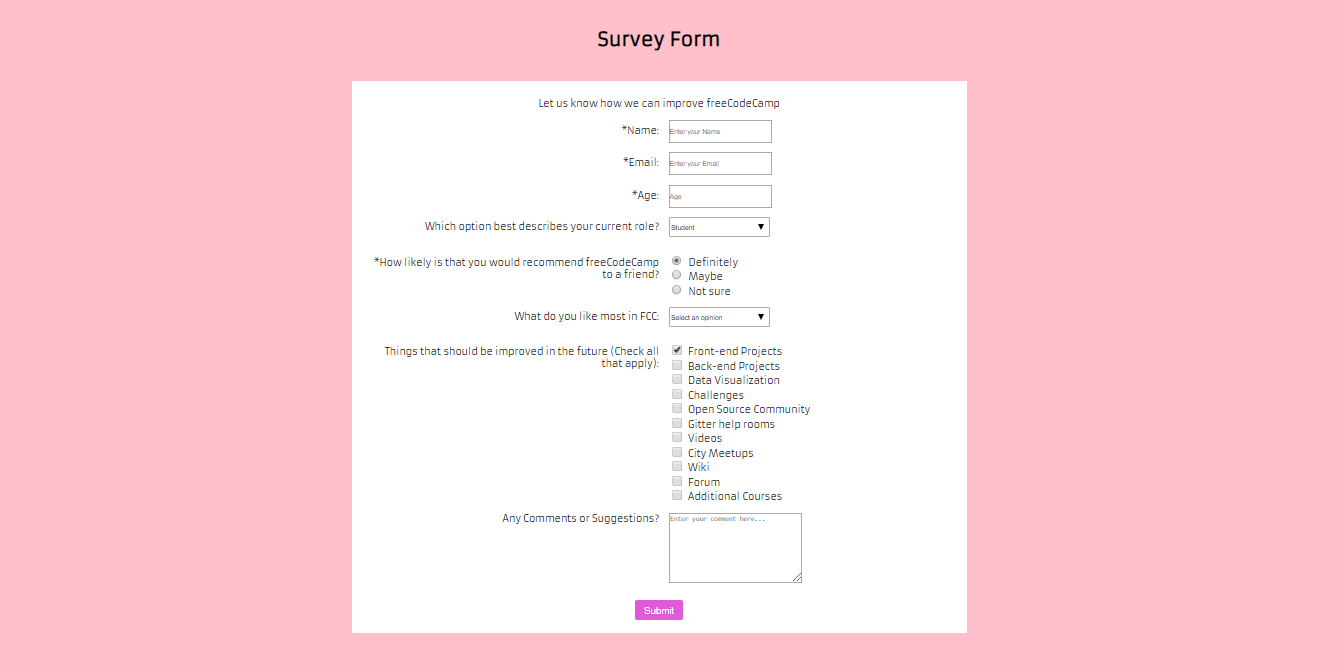 Survey Form
Let us know how we can improve freeCodeCamp
*Name:
Enter your Name
*Email:
Enter your Email
*Age:
Age
Which option best describes your current role?
Student
*How likely is that you would recommend freeCodeCamp
to a friend?
Definitely
Maybe
Not sure
What do you like most in FCC:
Select an opinion
Things that should be improved in the future (Check all
that apply):
Front-end Projects
Back-end Projects
Data Visualization
Challenges
Open Source Community
Gitter help rooms
Videos
City Meetups
Wiki
Forum
Additional Courses
Any Comments or Suggestions?
Enter your comment here...
Submit